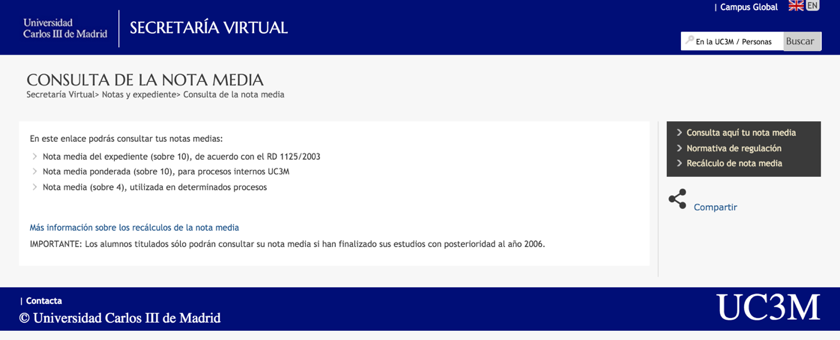 | Campus Global EN
Universidad
Carlos III de Madrid
SECRETARÍA VIRTUAL
En la UC3M / Personas Buscar
CONSULTA DE LA NOTA MEDIA
Secretaría Virtual> Notas y expediente> Consulta de la nota media
En este enlace podrás consultar tus notas medias:
Nota media del expediente (sobre 10), de acuerdo con el RD 1125/2003
Nota media ponderada (sobre 10), para procesos internos UC3M
Nota media (sobre 4), utilizada en determinados procesos
Más información sobre los recálculos de la nota media
IMPORTANTE: Los alumnos titulados sólo podrán consultar su nota media si han finalizado sus estudios con posterioridad al año 2006.
Consulta aquí tu nota media
Normativa de regulación
Recálculo de nota media
Compartir
| Contacta
© Universidad Carlos III de Madrid
UC3M